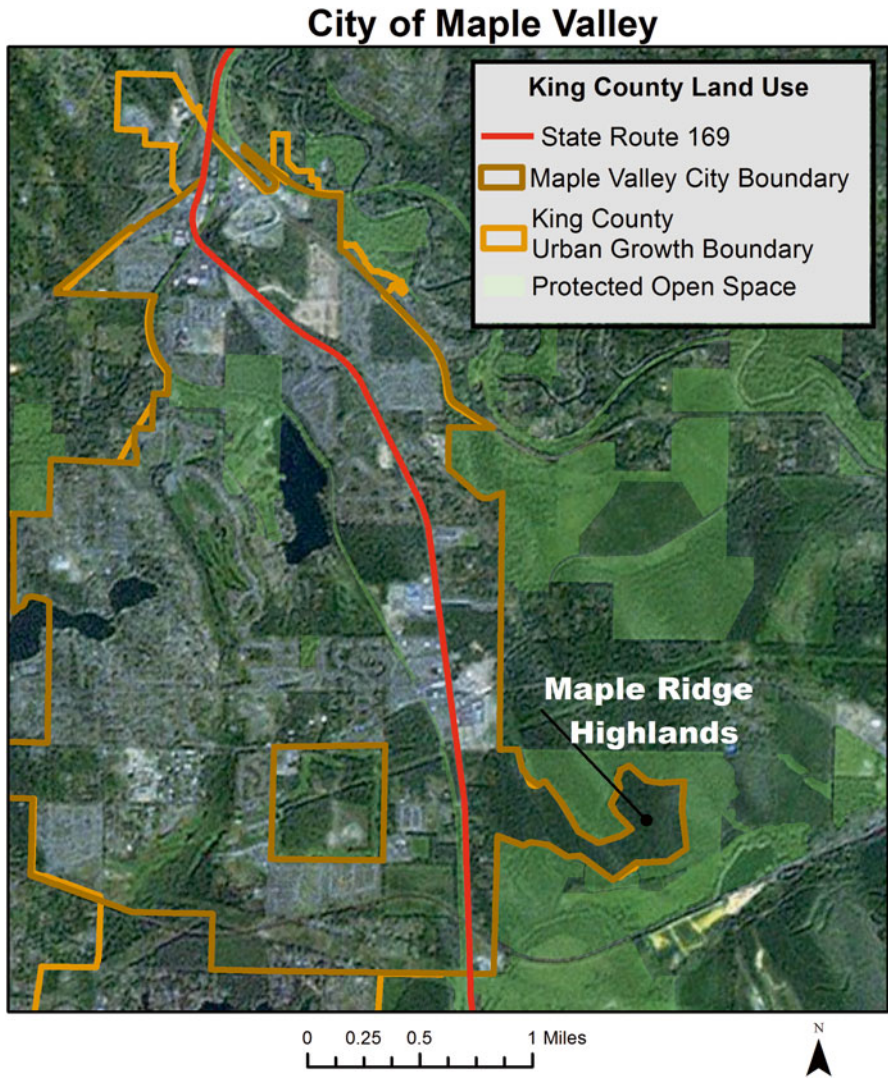 City of Maple Valley
King County Land Use
State Route 169
Maple Valley City Boundary
King County
Urban Growth Boundary
Protected Open Space
Maple Ridge
Highlands
0 0.25 0.5 1 Miles
N